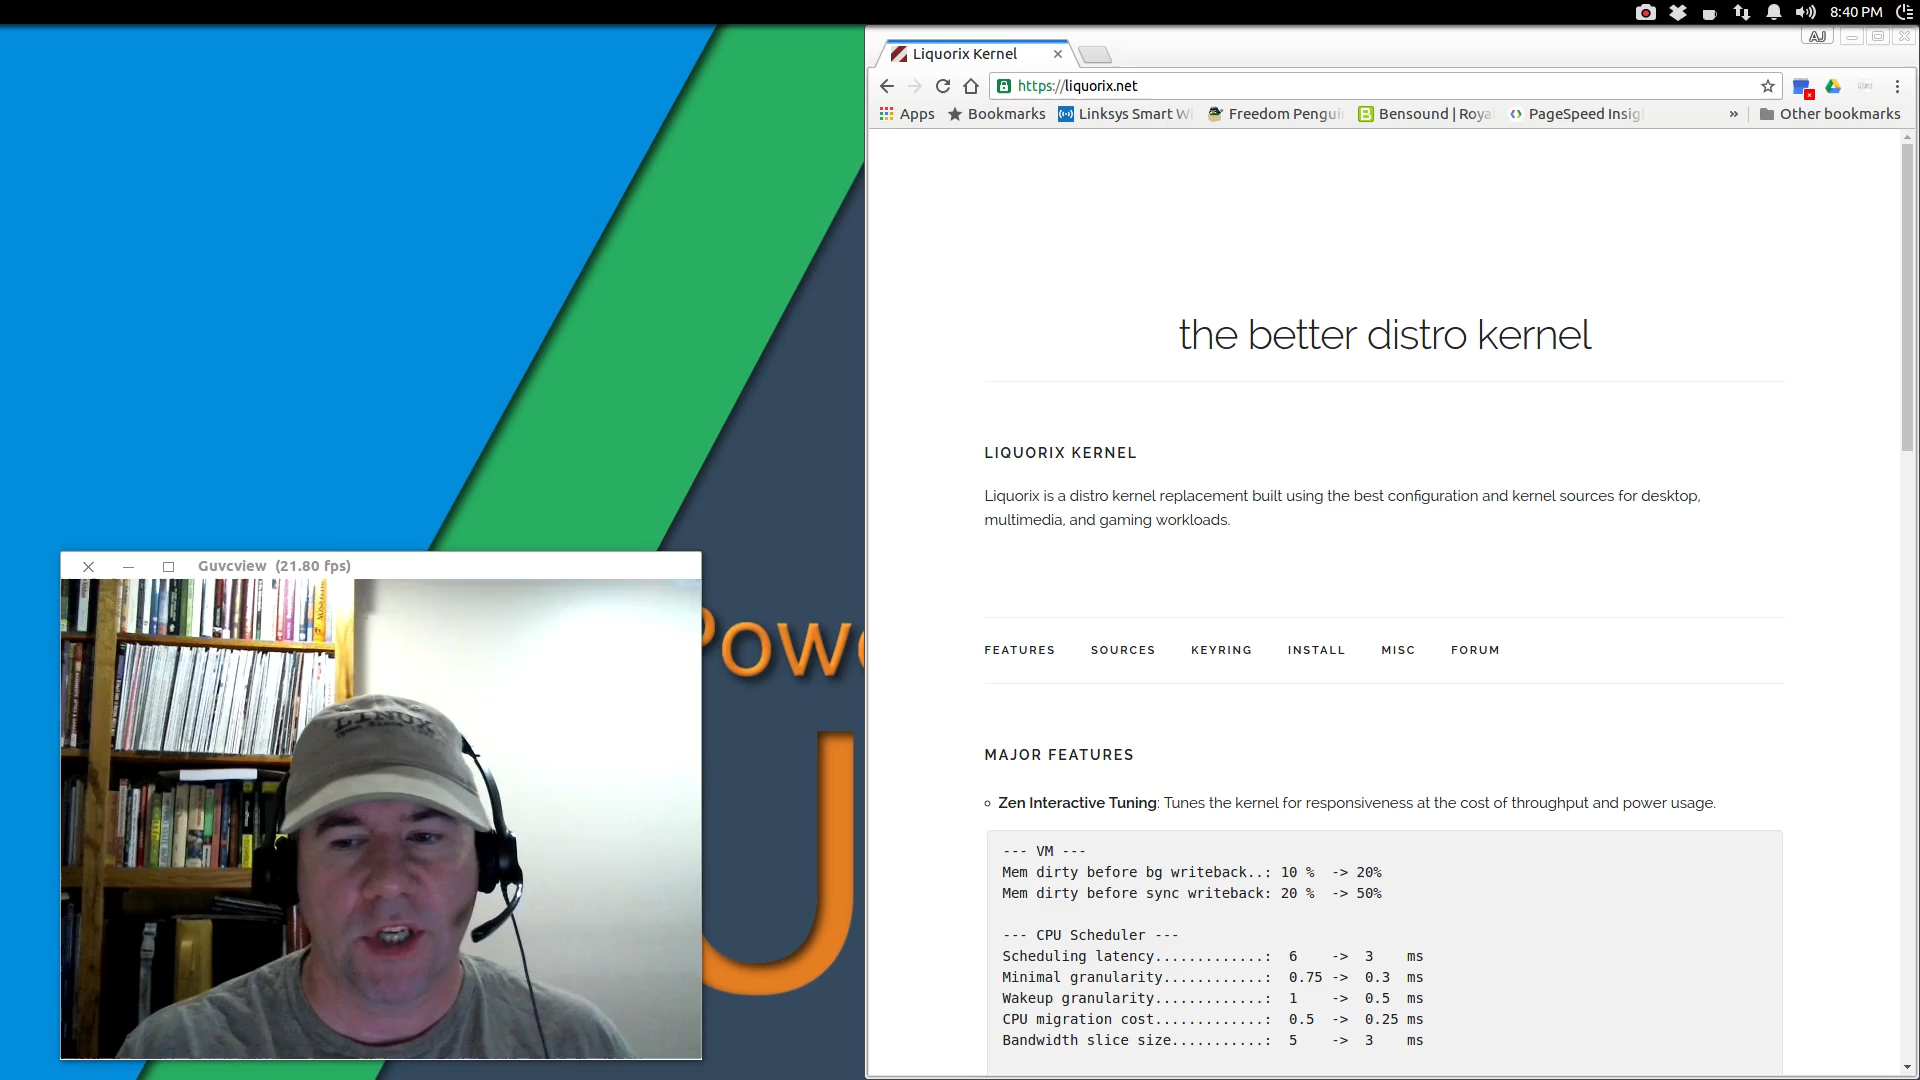 8:40 PM
Liquorix Kernel
AJ
https://liquorix.net
Apps Bookmarks Linksys Smart Wi Freedom Pengui Bensound | Roya PageSpeed Insig » Other bookmarks
the better distro kernel
LIQUORIX KERNEL
Liquorix is a distro kernel replacement built using the best configuration and kernel sources for desktop,
multimedia, and gaming workloads.
FEATURES SOURCES KEYRING INSTALL MISC FORUM
MAJOR FEATURES
Zen Interactive Tuning: Tunes the kernel for responsiveness at the cost of throughput and power usage.
--- VM ---
Mem dirty before bg writeback..: 10 % -> 20%
Mem dirty before sync writeback: 20 % -> 50%
--- CPU Scheduler ---
Scheduling latency.............: 6 -> 3 ms
Minimal granularity............: 0.75 -> 0.3 ms
Wakeup granularity.............: 1 -> 0.5 ms
CPU migration cost.............: 0.5 -> 0.25 ms
Bandwidth slice size...........: 5 -> 3 ms
Guvcview (21.80 fps)
LINUX
Powe
U